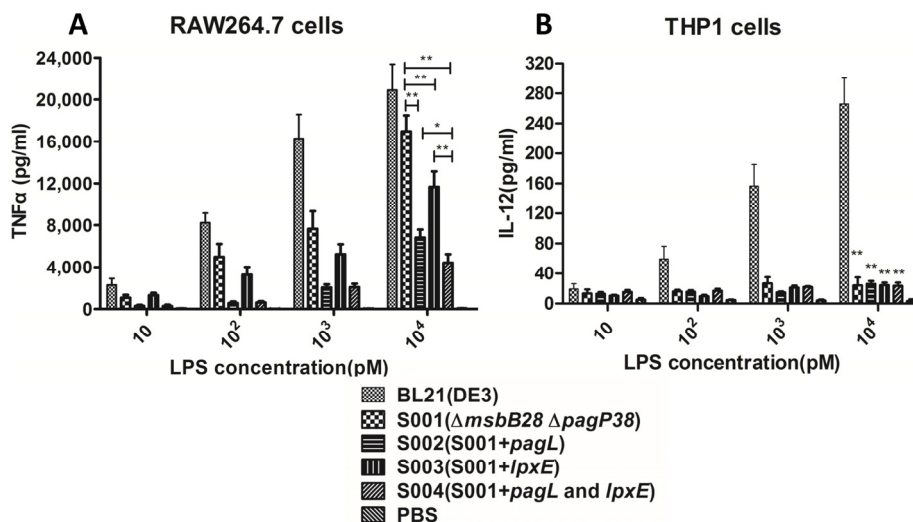 A RAW264.7 cells
24,000
20,000
16,000
12,000
8,000
4,000
0
TNFα (pg/ml)
**
**
**
*
**
10
10²
10³
10⁴
LPS concentration(pM)
B THP1 cells
320
280
240
200
160
120
80
40
0
IL-12(pg/ml)
** ** ** **
10
10²
10³
10⁴
LPS concentration(pM)
BL21(DE3)
S001(ΔmsbB28 ΔpagP38)
S002(S001+pagL)
S003(S001+lpxE)
S004(S001+pagL and lpxE)
PBS